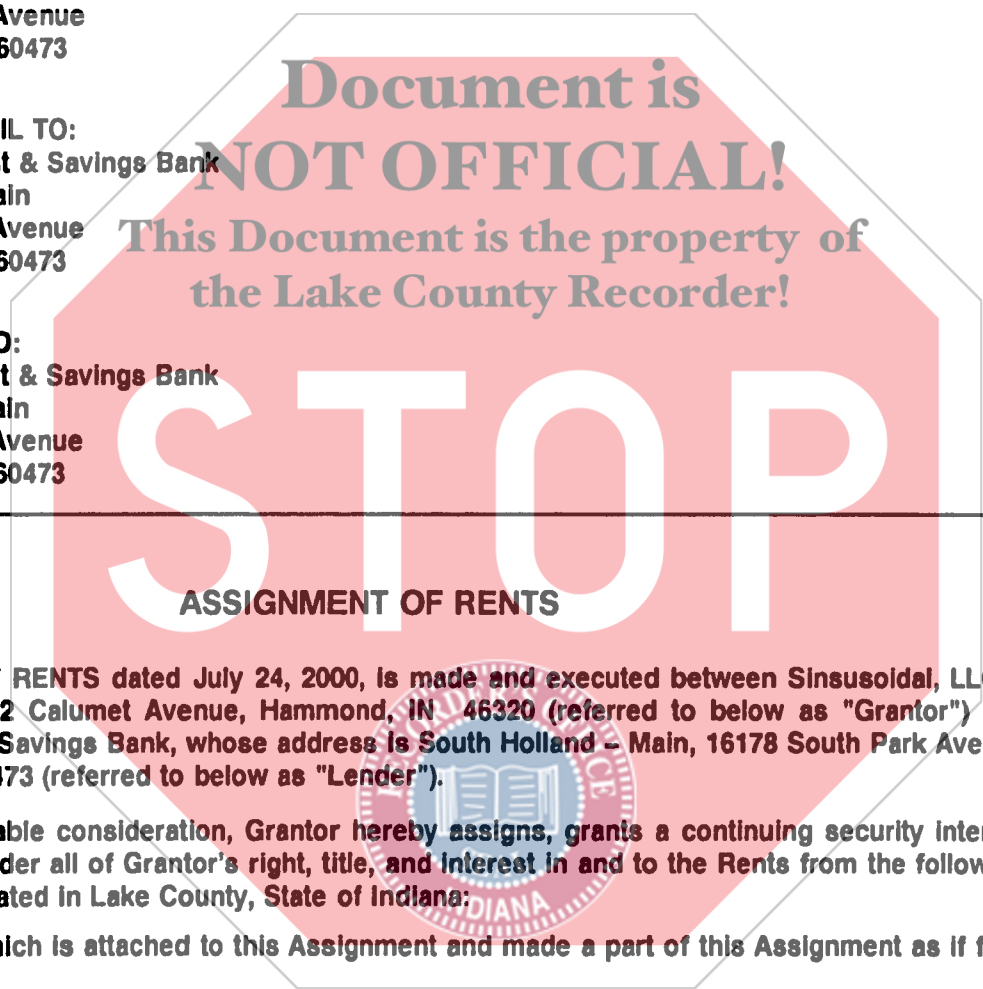 Avenue
60473
Document is
IL TO:
t & Savings Bank
NOT OFFICIAL!
ain
Avenue
This Document is the property of
60473
the Lake County Recorder!
O:
t & Savings Bank
ain
Avenue
60473
STOP
ASSIGNMENT OF RENTS
RENTS dated July 24, 2000, is made and executed between Sinsusoidal, LL
2 Calumet Avenue, Hammond, IN 46320 (referred to below as "Grantor")
Savings Bank, whose address is South Holland - Main, 16178 South Park Ave
473 (referred to below as "Lender").
able consideration, Grantor hereby assigns, grants a continuing security inter
der all of Grantor's right, title, and interest in and to the Rents from the follow
ated in Lake County, State of Indiana:
hich is attached to this Assignment and made a part of this Assignment as if f
INDIANA